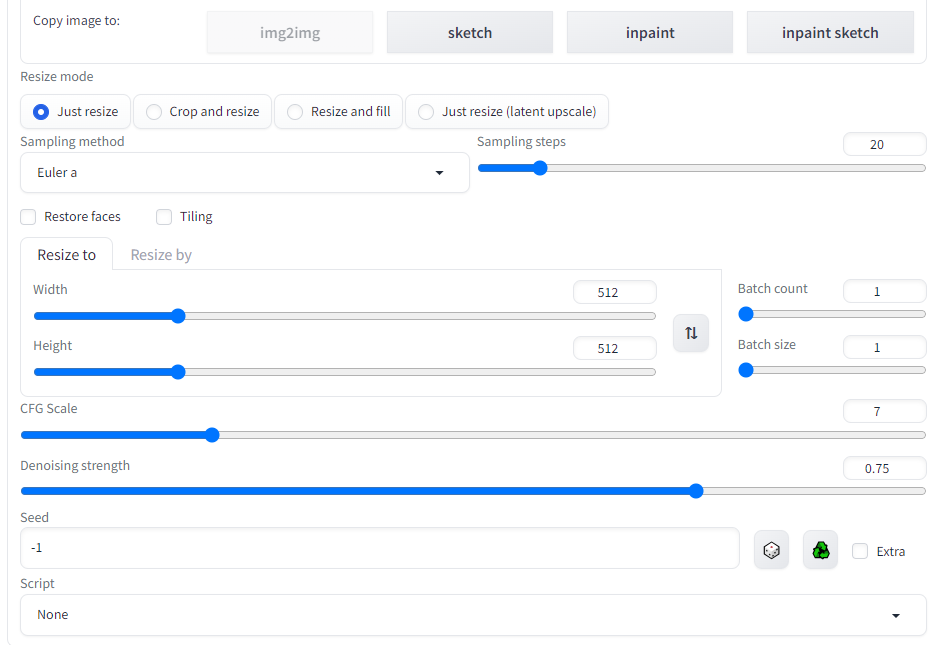 Copy image to:
img2img
sketch
inpaint
inpaint sketch
Resize mode
Just resize
Crop and resize
Resize and fill
Just resize (latent upscale)
Sampling method
Sampling steps
20
Euler a
Restore faces
Tiling
Resize to
Resize by
Width
512
Batch count
1
Height
512
Batch size
1
CFG Scale
7
Denoising strength
0.75
Seed
-1
Extra
Script
None